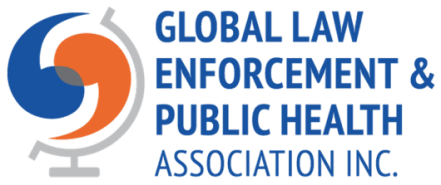 GLOBAL LAW
ENFORCEMENT &
PUBLIC HEALTH
ASSOCIATION INC.